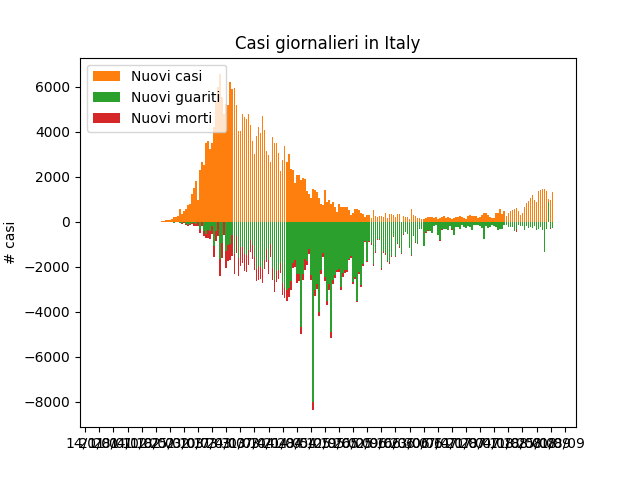 Casi giornalieri in Italy
Nuovi casi
Nuovi guariti
Nuovi morti
# casi
6000
4000
2000
0
−2000
−4000
−6000
−8000